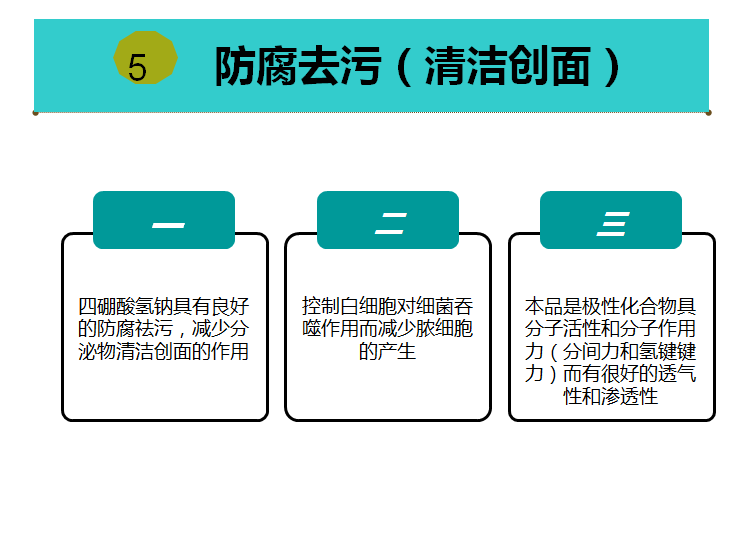 5 防腐去污（清洁创面）
一
四硼酸氢钠具有良好
的防腐祛污，减少分
泌物清洁创面的作用
二
控制白细胞对细菌吞
噬作用而减少脓细胞
的产生
三
本品是极性化合物具
分子活性和分子作用
力（分间力和氢键键
力）而有很好的透气
性和渗透性